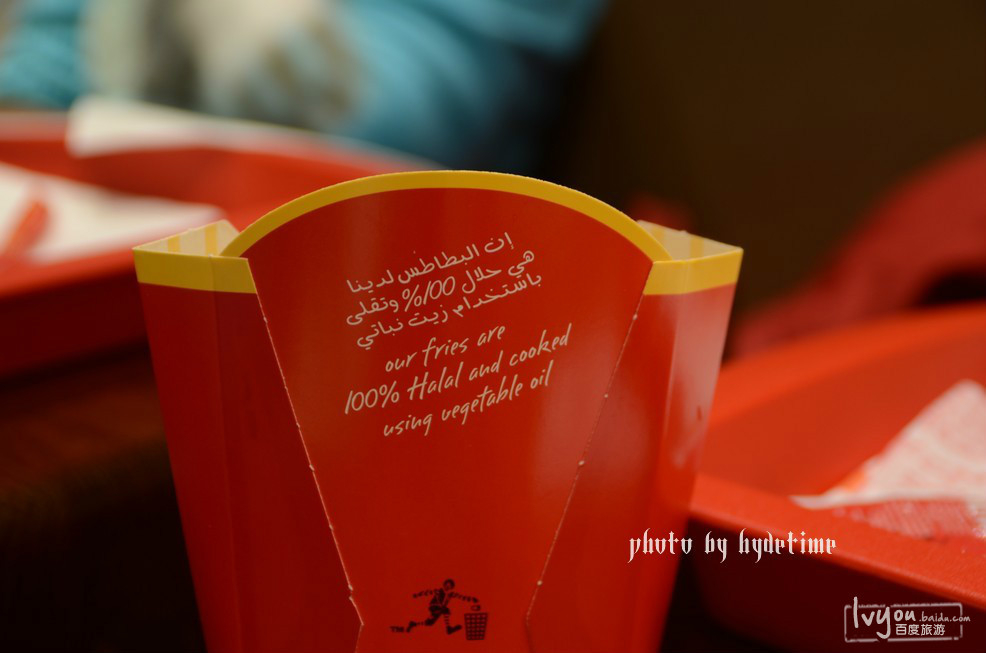 إن البطاطس لدينا
هي حلال 100% وتقلى
باستخدام زيت نباتي
our fries are
100% Halal and cooked
using vegetable oil
photo by hydetime
TM
lvyou.baidu.com
百度旅游